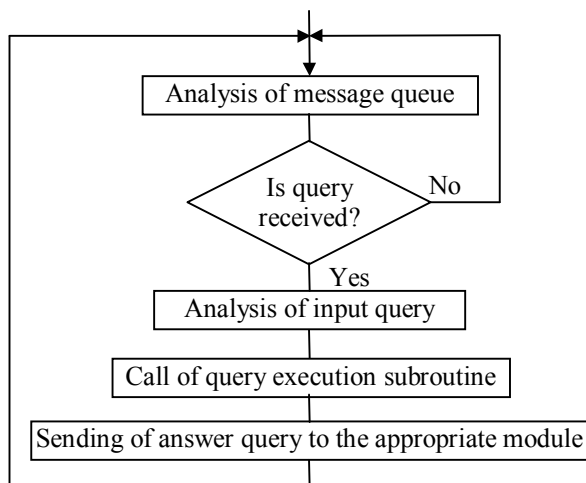 Analysis of message queue
Is query
received?
No
Yes
Analysis of input query
Call of query execution subroutine
Sending of answer query to the appropriate module